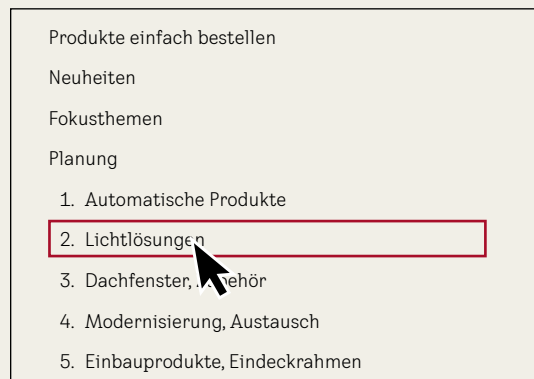 Produkte einfach bestellen
Neuheiten
Fokusthemen
Planung
1. Automatische Produkte
2. Lichtlösungen
3. Dachfenster, Zubehör
4. Modernisierung, Austausch
5. Einbauprodukte, Eindeckrahmen